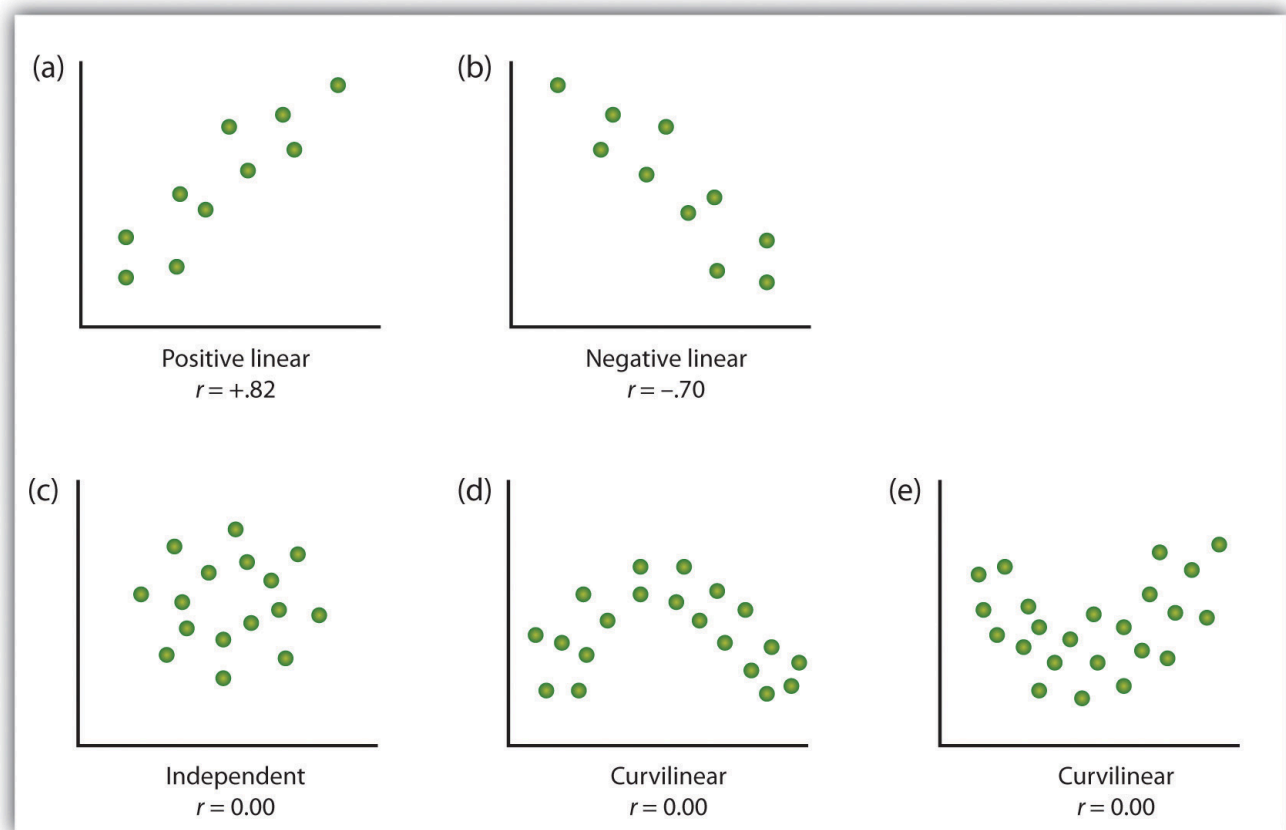 (a)
Positive linear
r = +.82
(b)
Negative linear
r = –.70
(c)
Independent
r = 0.00
(d)
Curvilinear
r = 0.00
(e)
Curvilinear
r = 0.00